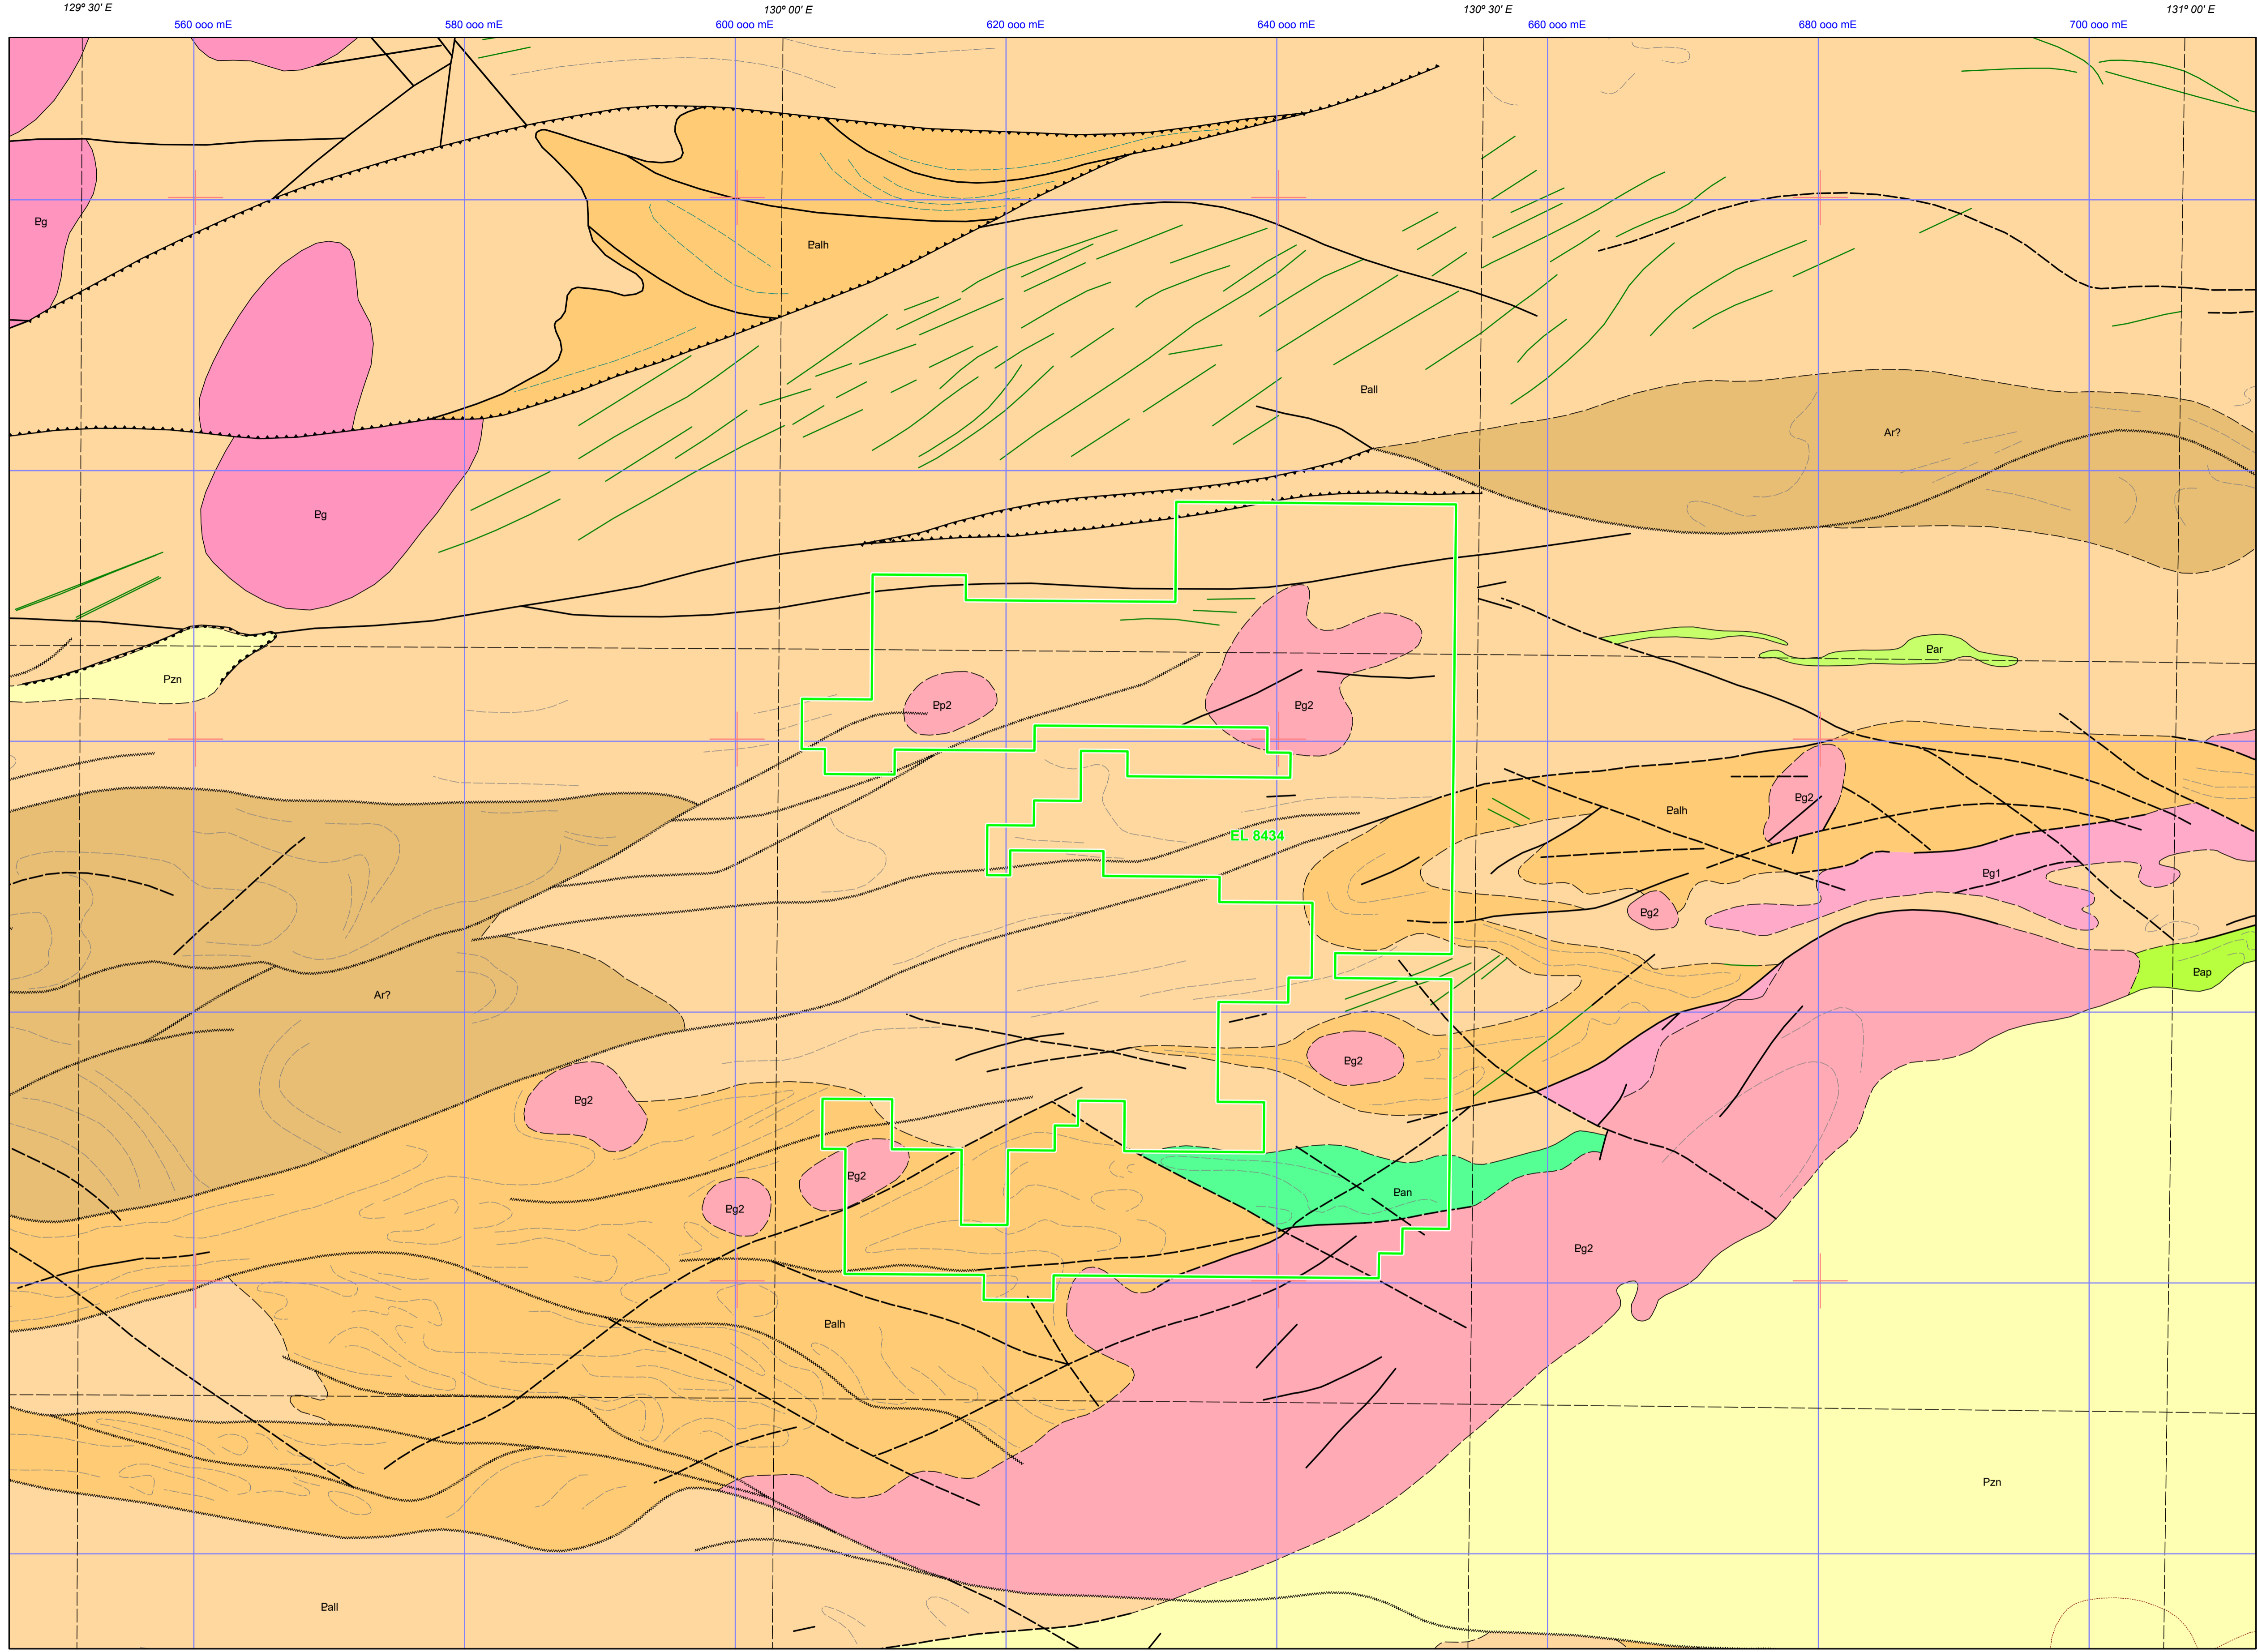 129° 30' E
130° 00' E
130° 30' E
131° 00' E
560 000 mE
580 000 mE
600 000 mE
620 000 mE
640 000 mE
660 000 mE
680 000 mE
700 000 mE
Pg
Palh
Pall
Ar?
Pg
Par
Pzn
Pp2
Pg2
Pg2
Palh
EL 8434
Pg1
Pg2
Pap
Ar?
Pg2
Pg2
Pg2
Pan
Pg2
Pg2
Palh
Pzn
Pall